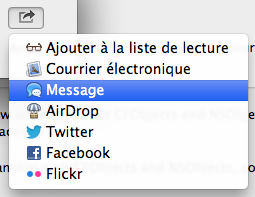 Ajouter à la liste de lecture
Courrier électronique
Message
AirDrop
Twitter
Facebook
Flickr